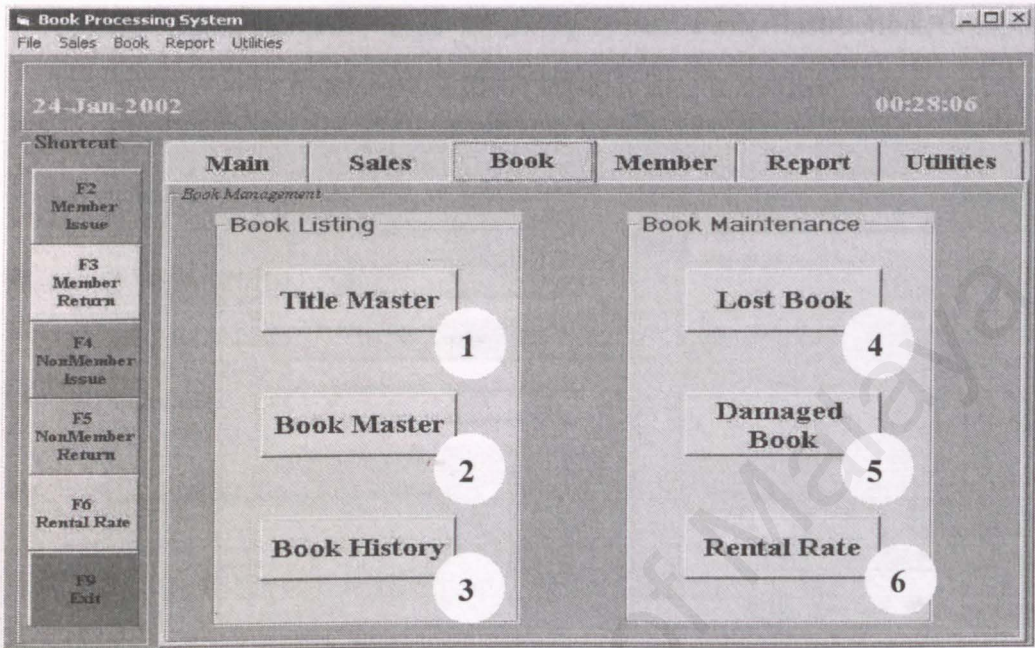 Book Processing System
File Sales Book Report Utilities
24-Jan-2002 00:28:06
Shortcut
F2
Member
Issue
F3
Member
Return
F4
NonMember
Issue
F5
NonMember
Return
F6
Rental Rate
F9
Exit
Main Sales Book Member Report Utilities
Book Management
Book Listing
Title Master
1
Book Master
2
Book History
3
Book Maintenance
Lost Book
4
Damaged
Book
5
Rental Rate
6
of Malaya